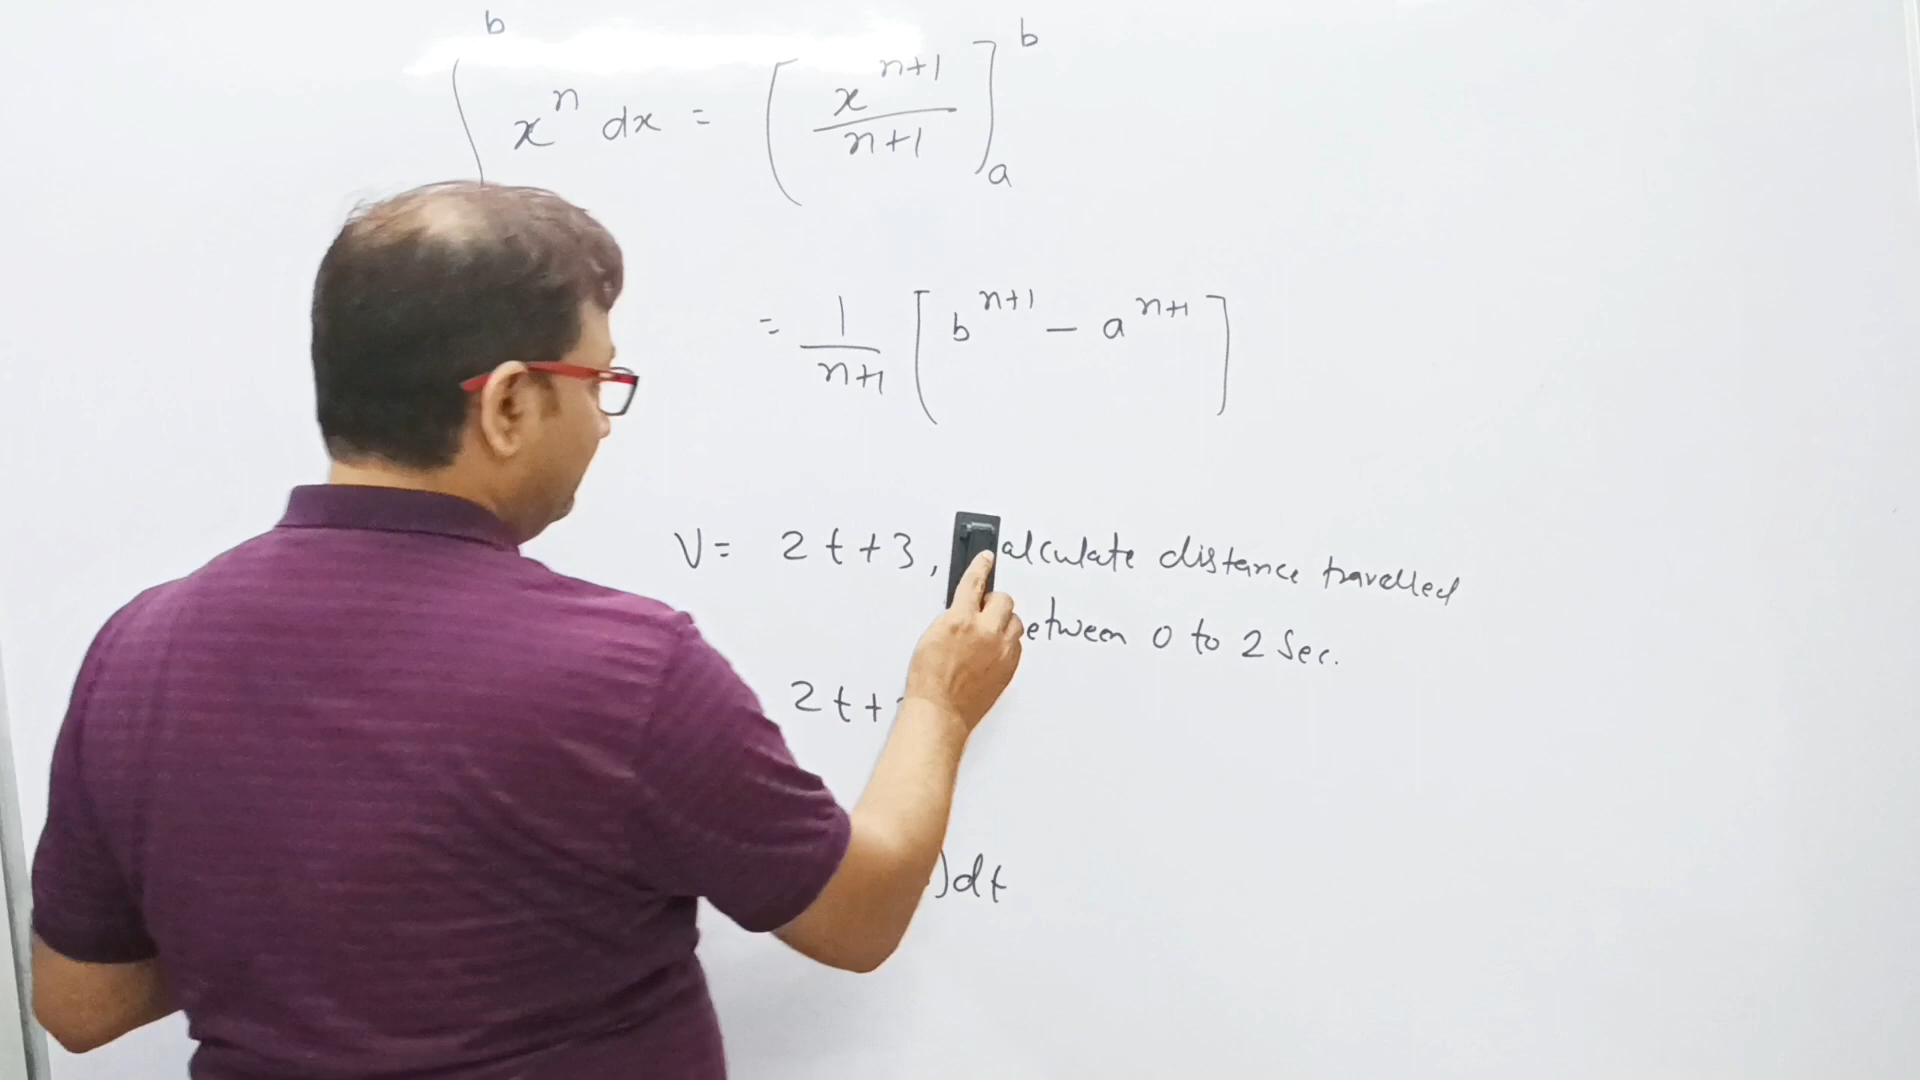 ∫ᵇ xⁿ dx = [xⁿ⁺¹/n+1]ₐᵇ
= 1/n+1 [bⁿ⁺¹ − aⁿ⁺¹]
V = 2t+3, alculate distance travelled
etween 0 to 2 Sec.
2t+
)dt